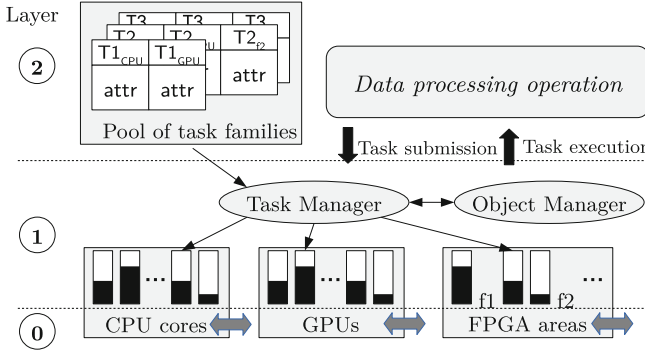 Layer
T3 T3 T3
T2 T2f2
T1CPU T1GPU
attr
attr attr
Pool of task families
2
Data processing operation
Task submission
Task execution
1
Task Manager
Object Manager
... ... ...
f1 f2
0
CPU cores
GPUs
FPGA areas